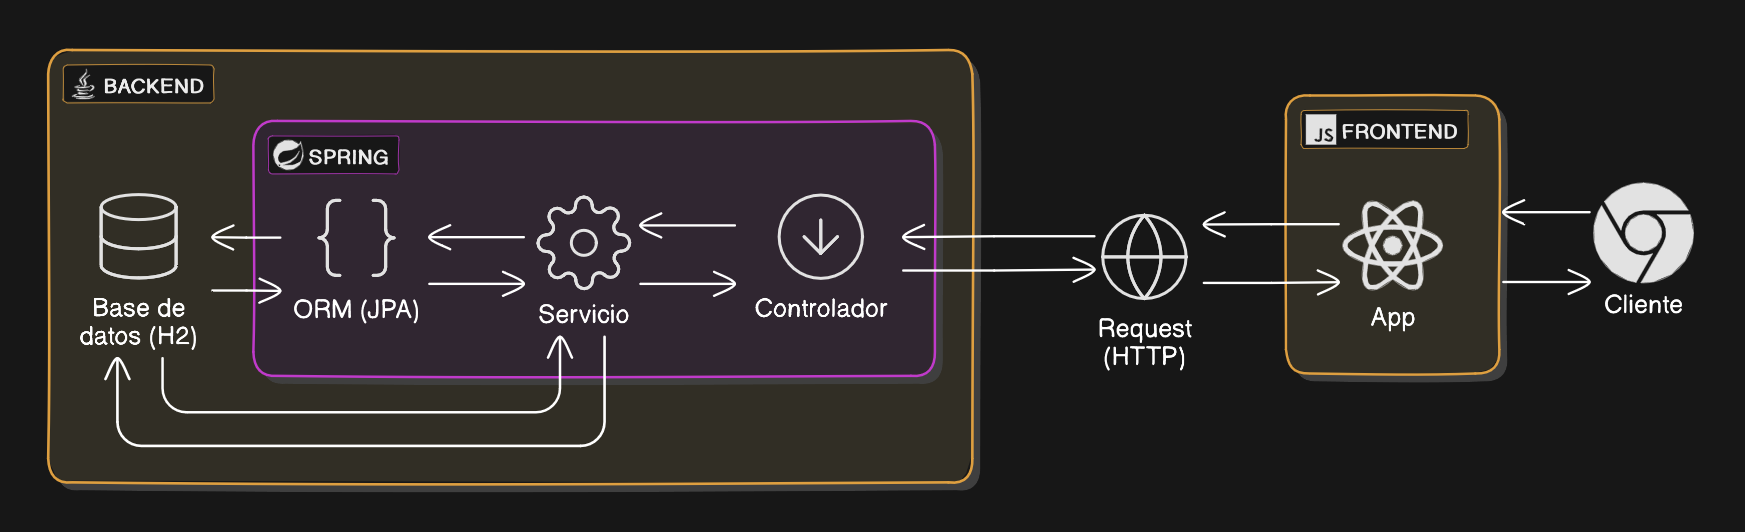 BACKEND
SPRING
Base de
datos (H2)
ORM (JPA)
Servicio
Controlador
Request
(HTTP)
JS FRONTEND
App
Cliente